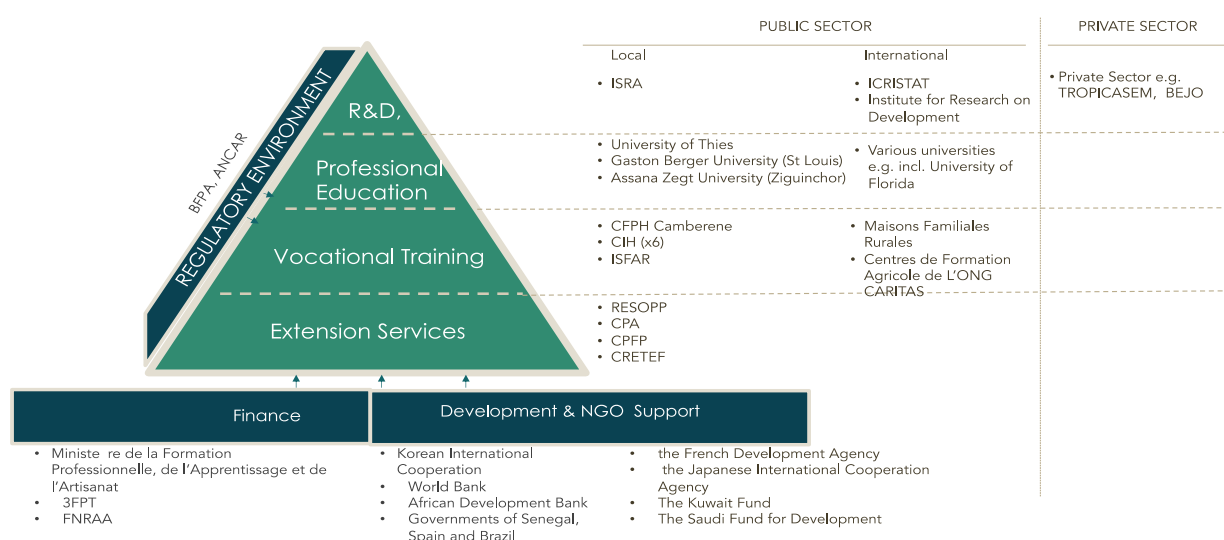 PUBLIC SECTOR
PRIVATE SECTOR
Local
International
• ISRA
• ICRISTAT
• Institute for Research on
Development
• Private Sector e.g.
TROPICASEM, BEJO
BFPA, ANCAR
REGULATORY ENVIRONMENT
R&D,
Professional
Education
• University of Thies
• Gaston Berger University (St Louis)
• Assana Zegt University (Ziguinchor)
• Various universities
e.g. incl. University of
Florida
Vocational Training
• CFPH Camberene
• CIH (x6)
• ISFAR
• Maisons Familiales
Rurales
• Centres de Formation
Agricole de L’ONG
CARITAS
Extension Services
• RESOPP
• CPA
• CPFP
• CRETEF
Finance
Development & NGO Support
• Ministe re de la Formation
Professionnelle, de l’Apprentissage et de
l’Artisanat
• 3FPT
• FNRAA
• Korean International
Cooperation
• World Bank
• African Development Bank
• Governments of Senegal,
Spain and Brazil
• the French Development Agency
• the Japanese International Cooperation
Agency
• The Kuwait Fund
• The Saudi Fund for Development